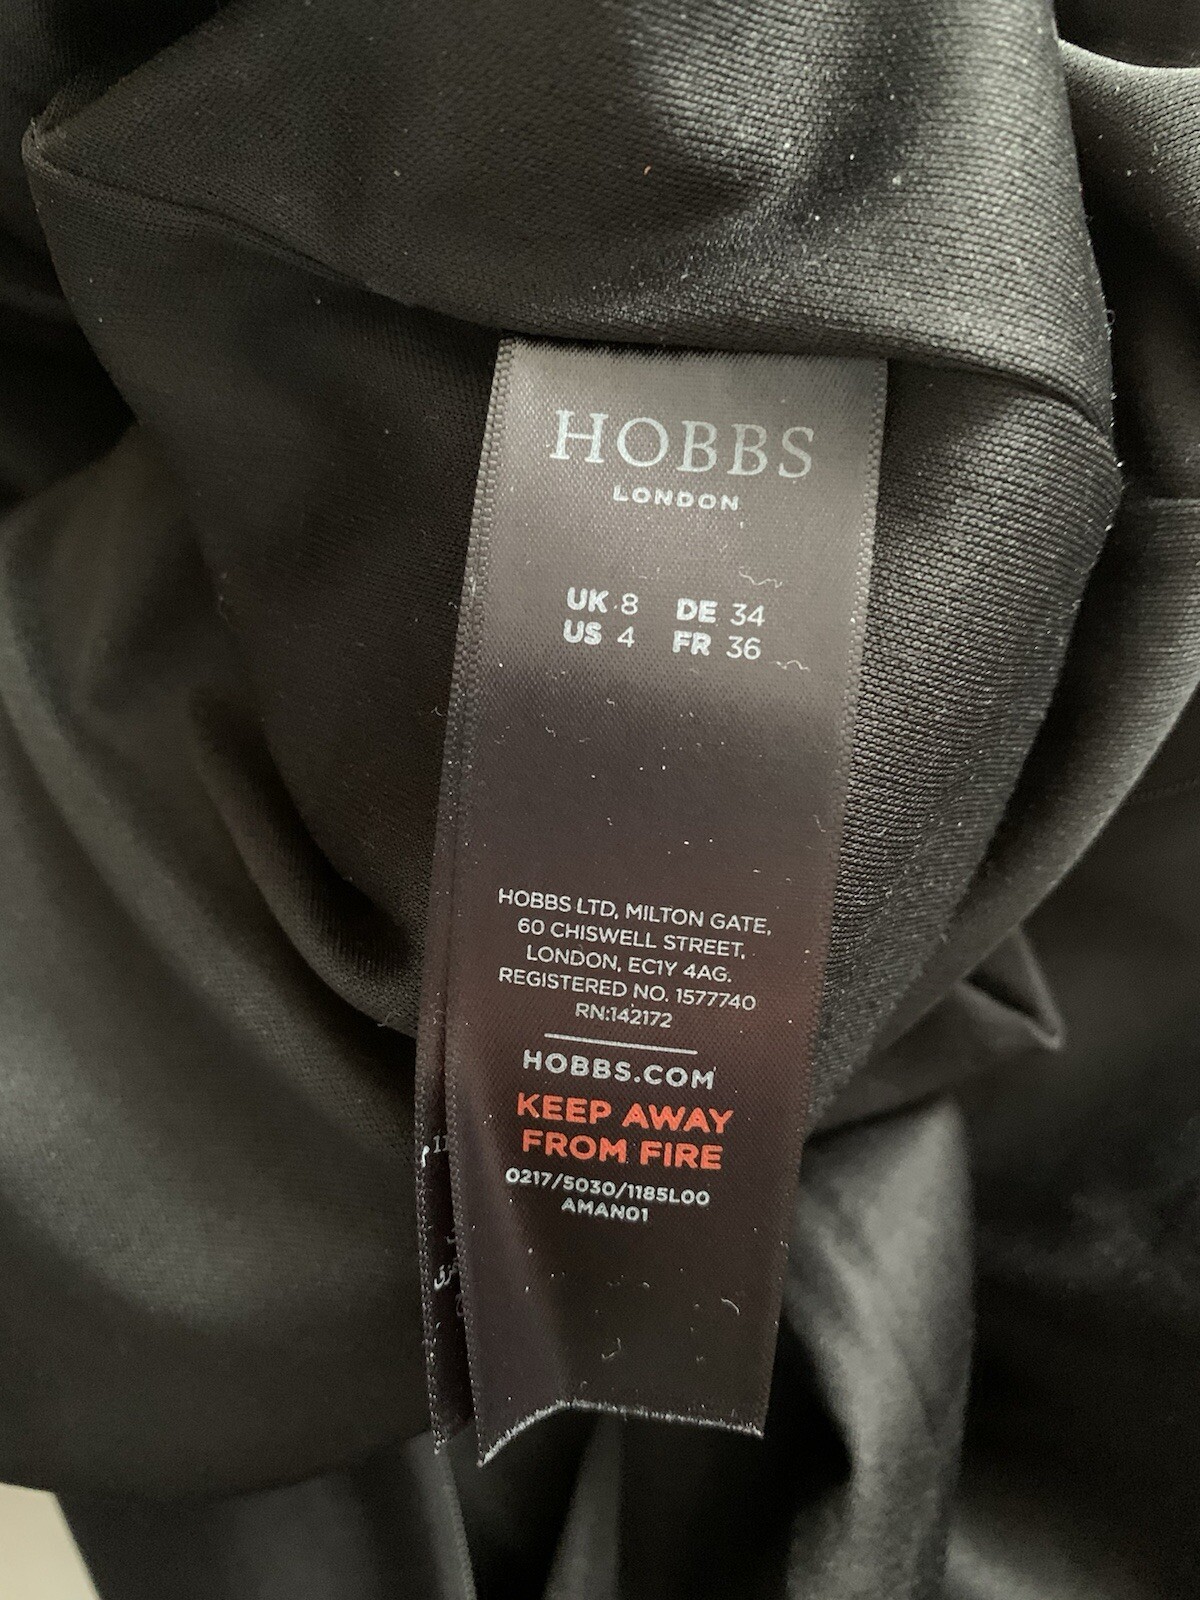 HOBBS
LONDON
UK 8 DE 34
US 4 FR 36
HOBBS LTD, MILTON GATE,
60 CHISWELL STREET,
LONDON, EC1Y 4AG.
REGISTERED NO. 1577740
RN:142172
HOBBS.COM
KEEP AWAY
FROM FIRE
0217/5030/1185L00
AMAN01